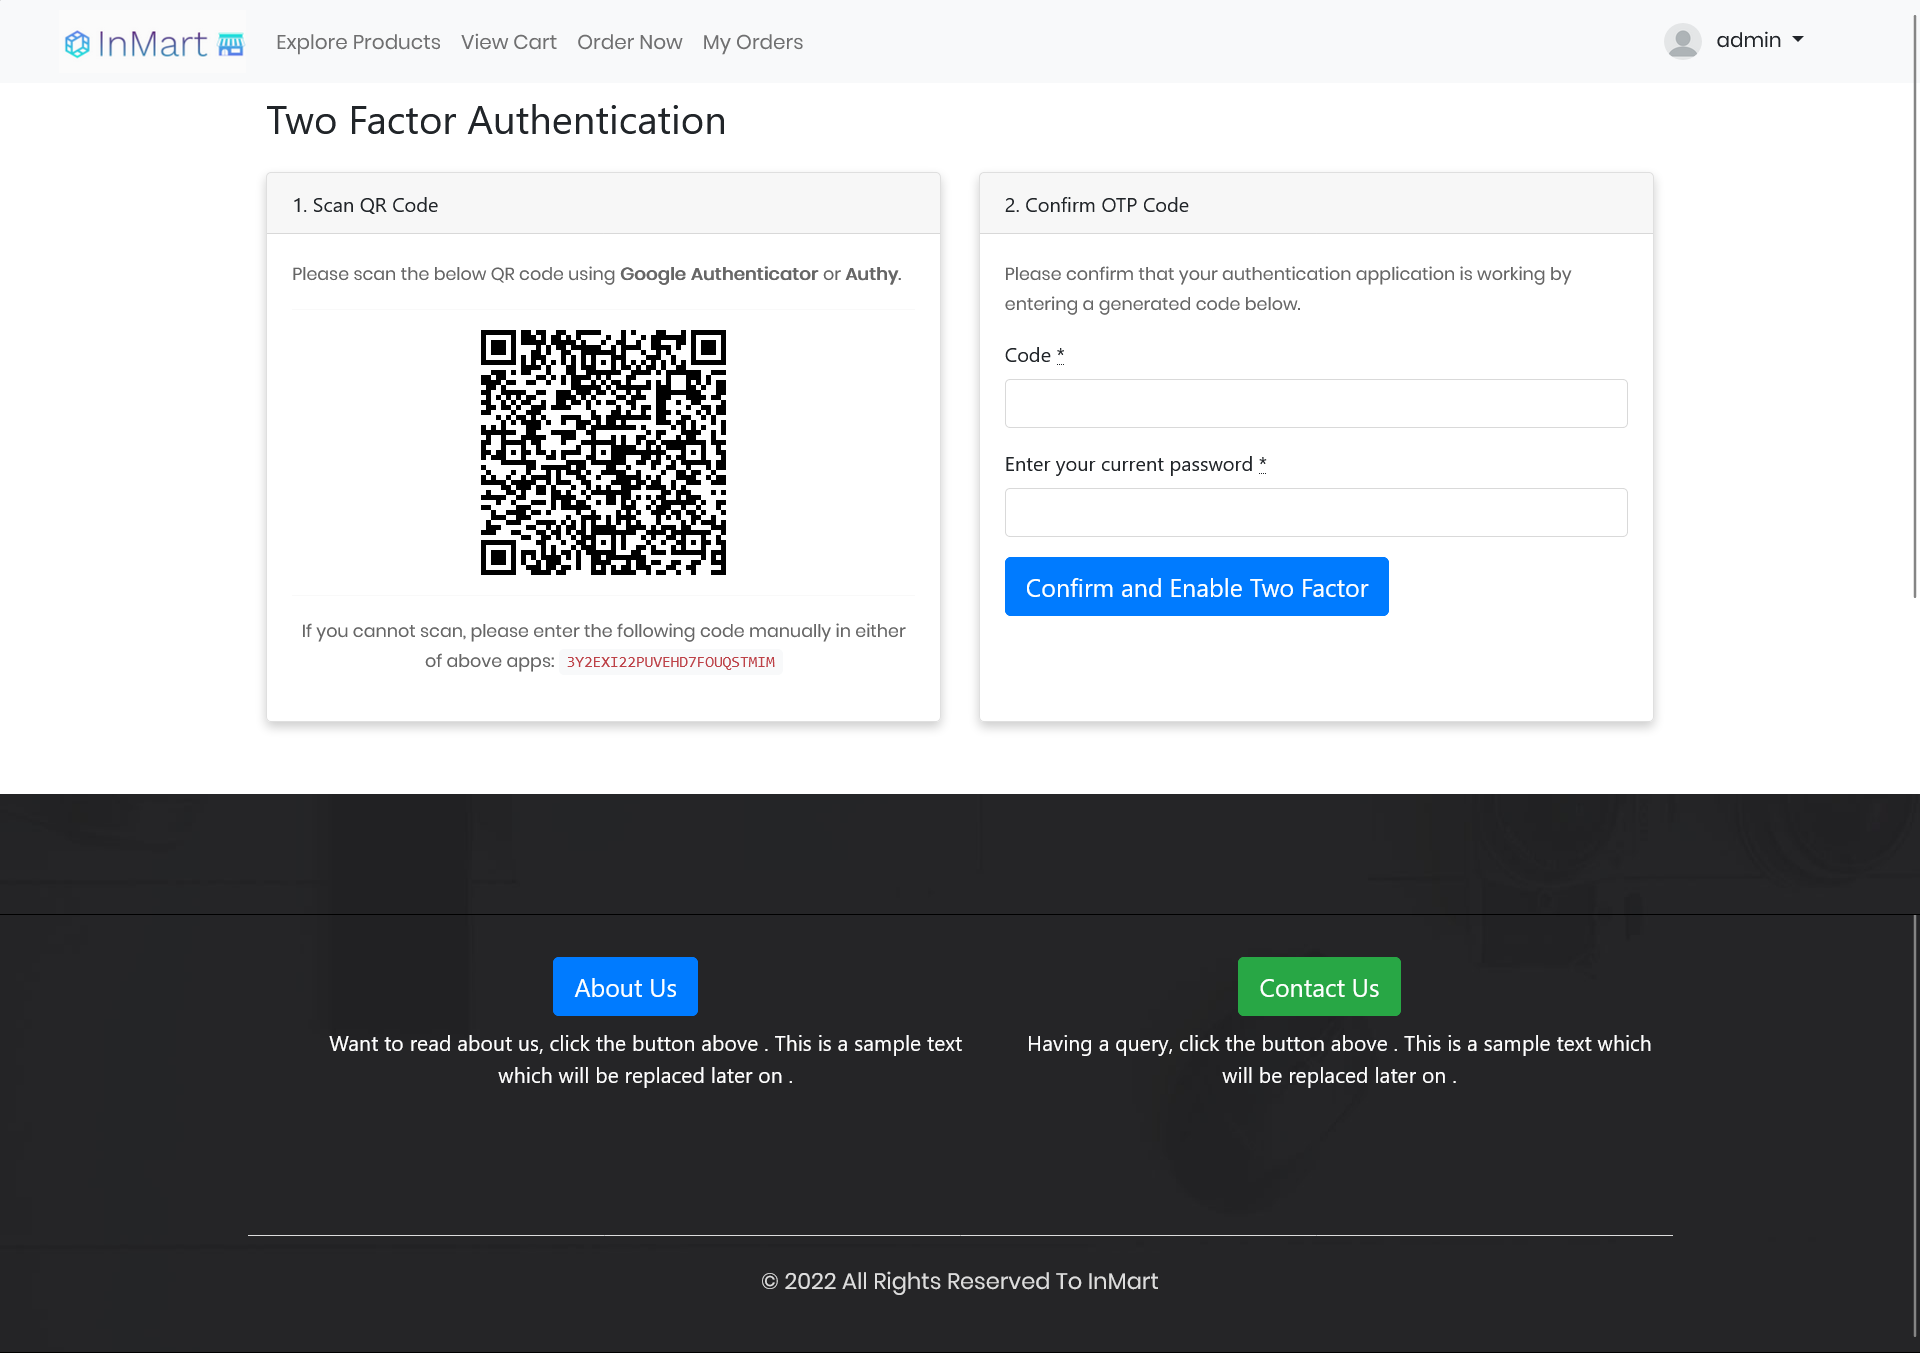 InMart
Explore Products View Cart Order Now My Orders
admin
Two Factor Authentication
1. Scan QR Code
Please scan the below QR code using Google Authenticator or Authy.
If you cannot scan, please enter the following code manually in either
of above apps: 3Y2EXI22PUVEHD7FOUQSTMIM
2. Confirm OTP Code
Please confirm that your authentication application is working by
entering a generated code below.
Code *
Enter your current password *
Confirm and Enable Two Factor
About Us
Want to read about us, click the button above . This is a sample text
which will be replaced later on .
Contact Us
Having a query, click the button above . This is a sample text which
will be replaced later on .
© 2022 All Rights Reserved To InMart